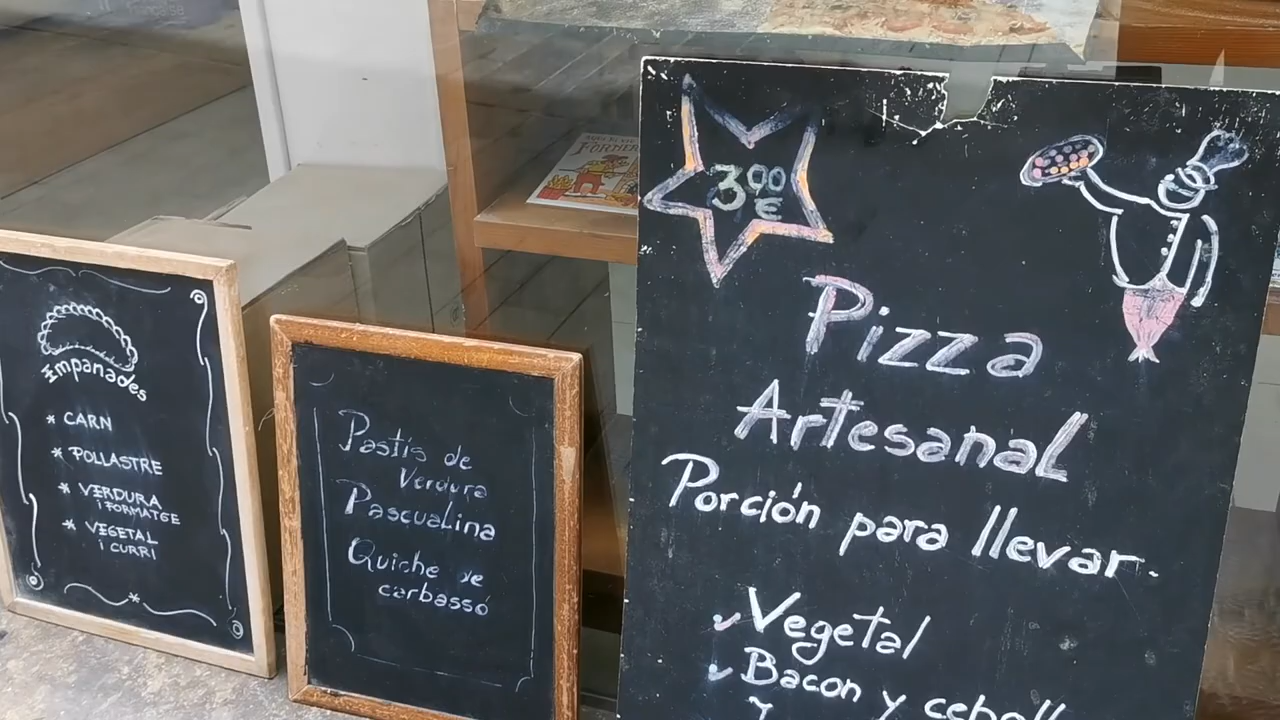 Empanades
* CARN
* POLLASTRE
* VERDURA
i FORMATGE
* VEGETAL
i CURRI
Pastís de
Verdura
Pascualina
Quiche de
carbassó
3.00
€
Pizza
Artesanal
Porción para llevar.
Vegetal
Bacon y